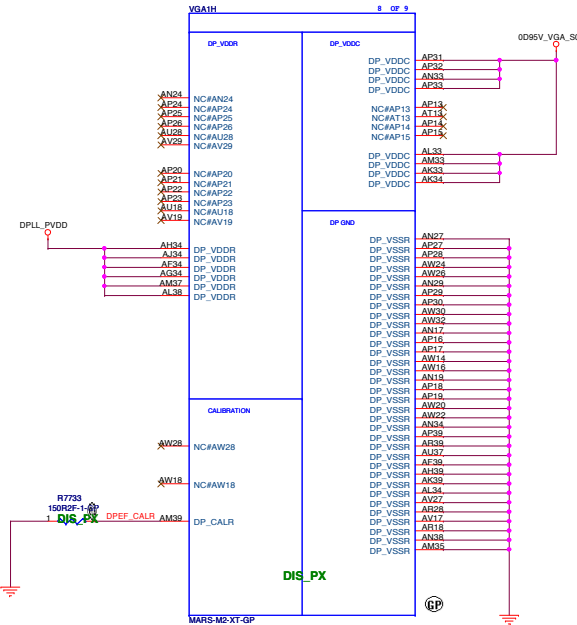 VGA1H 8 OF 9
DP_VDDR DP_VDDC
0D95V_VGA_S0
DP_VDDC AP31
DP_VDDC AP32
DP_VDDC AN33
DP_VDDC AP33
AN24 NC#AN24
AP24 NC#AP24
AP25 NC#AP25
AP26 NC#AP26
AU28 NC#AU28
AV29 NC#AV29
NC#AP13 AP13
NC#AT13 AT13
NC#AP14 AP14
NC#AP15 AP15
DP_VDDC AL33
DP_VDDC AM33
DP_VDDC AK33
DP_VDDC AK34
AP20 NC#AP20
AP21 NC#AP21
AP22 NC#AP22
AP23 NC#AP23
AU18 NC#AU18
AV19 NC#AV19
DPLL_PVDD
AH34 DP_VDDR
AJ34 DP_VDDR
AF34 DP_VDDR
AG34 DP_VDDR
AM37 DP_VDDR
AL38 DP_VDDR
DP GND
DP_VSSR AN27
DP_VSSR AP27
DP_VSSR AP28
DP_VSSR AW24
DP_VSSR AW26
DP_VSSR AN29
DP_VSSR AP29
DP_VSSR AP30
DP_VSSR AW30
DP_VSSR AW32
DP_VSSR AN17
DP_VSSR AP16
DP_VSSR AP17
DP_VSSR AW14
DP_VSSR AW16
DP_VSSR AN19
DP_VSSR AP18
DP_VSSR AP19
DP_VSSR AW20
DP_VSSR AW22
DP_VSSR AN34
DP_VSSR AP39
DP_VSSR AR39
DP_VSSR AU37
DP_VSSR AF39
DP_VSSR AH39
DP_VSSR AK39
DP_VSSR AL34
DP_VSSR AV27
DP_VSSR AR28
DP_VSSR AV17
DP_VSSR AR18
DP_VSSR AN38
DP_VSSR AM35
CALIBRATION
AW28 NC#AW28
AW18 NC#AW18
R7733
150R2F-1-GP
1 DIS_PX DPEF_CALR AM39 DP_CALR
DIS_PX
GP
MARS-M2-XT-GP